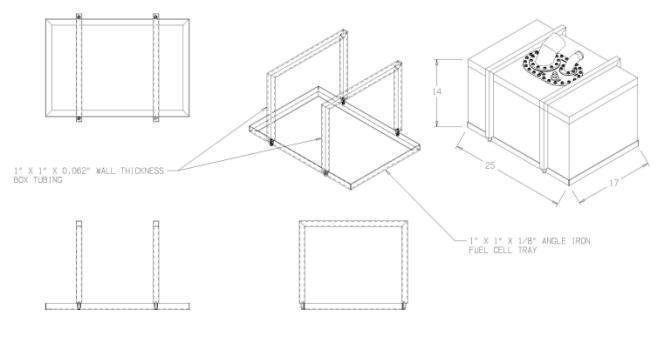 14
25
17
1" X 1" X 0.062" WALL THICKNESS
BOX TUBING
1" X 1" X 1/8" ANGLE IRON
FUEL CELL TRAY